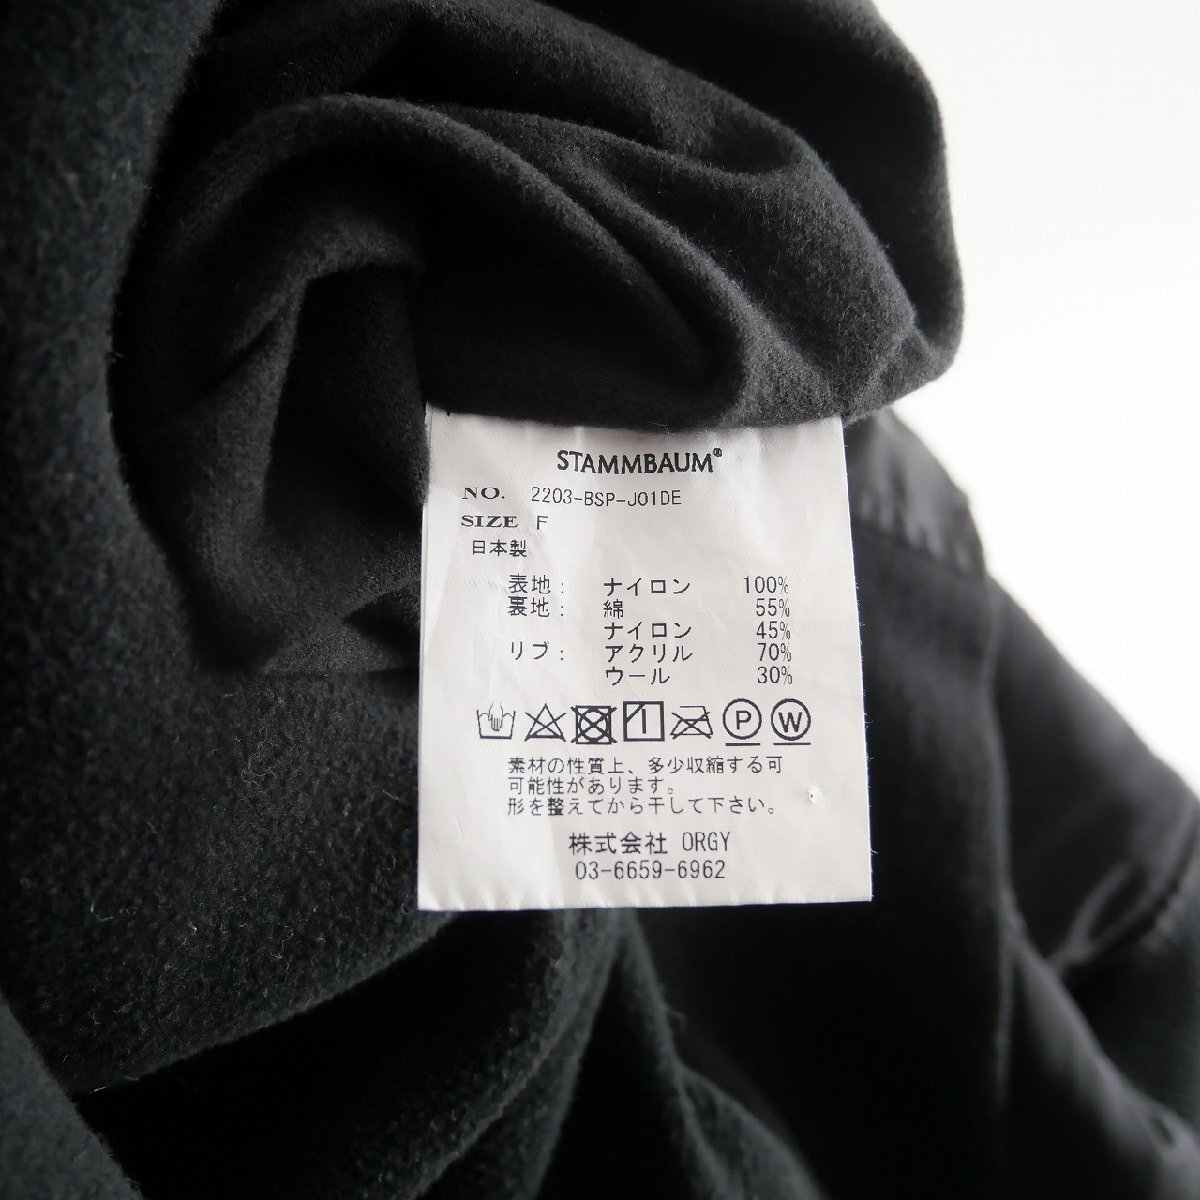 STAMMBAUM®
NO. 2203-BSP-J01DE
SIZE F
日本製
表地： ナイロン 100%
裏地： 綿 55%
ナイロン 45%
リブ： アクリル 70%
ウール 30%
1 P W
素材の性質上、多少収縮する可
可能性があります。
形を整えてから干して下さい。
株式会社 ORGY
03-6659-6962